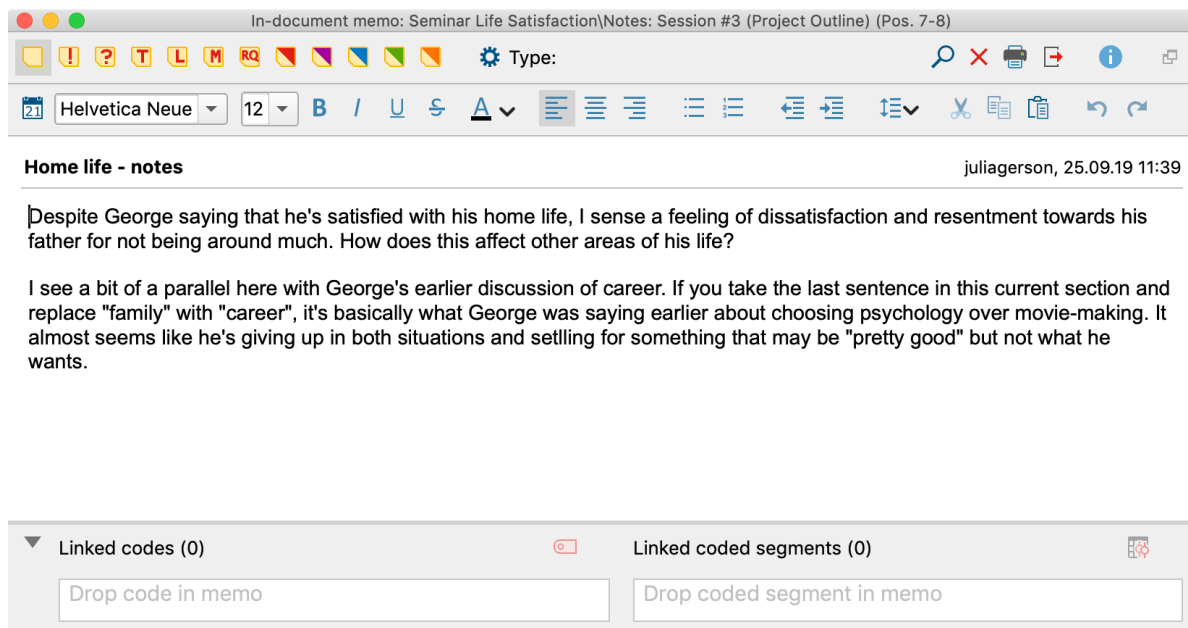 In-document memo: Seminar Life Satisfaction\Notes: Session #3 (Project Outline) (Pos. 7-8)
! ? T L M RQ Type: i
21 Helvetica Neue 12 B I U S A
Home life - notes juliagerson, 25.09.19 11:39
Despite George saying that he's satisfied with his home life, I sense a feeling of dissatisfaction and resentment towards his
father for not being around much. How does this affect other areas of his life?
I see a bit of a parallel here with George's earlier discussion of career. If you take the last sentence in this current section and
replace "family" with "career", it's basically what George was saying earlier about choosing psychology over movie-making. It
almost seems like he's giving up in both situations and setlling for something that may be "pretty good" but not what he
wants.
Linked codes (0) Linked coded segments (0)
Drop code in memo Drop coded segment in memo